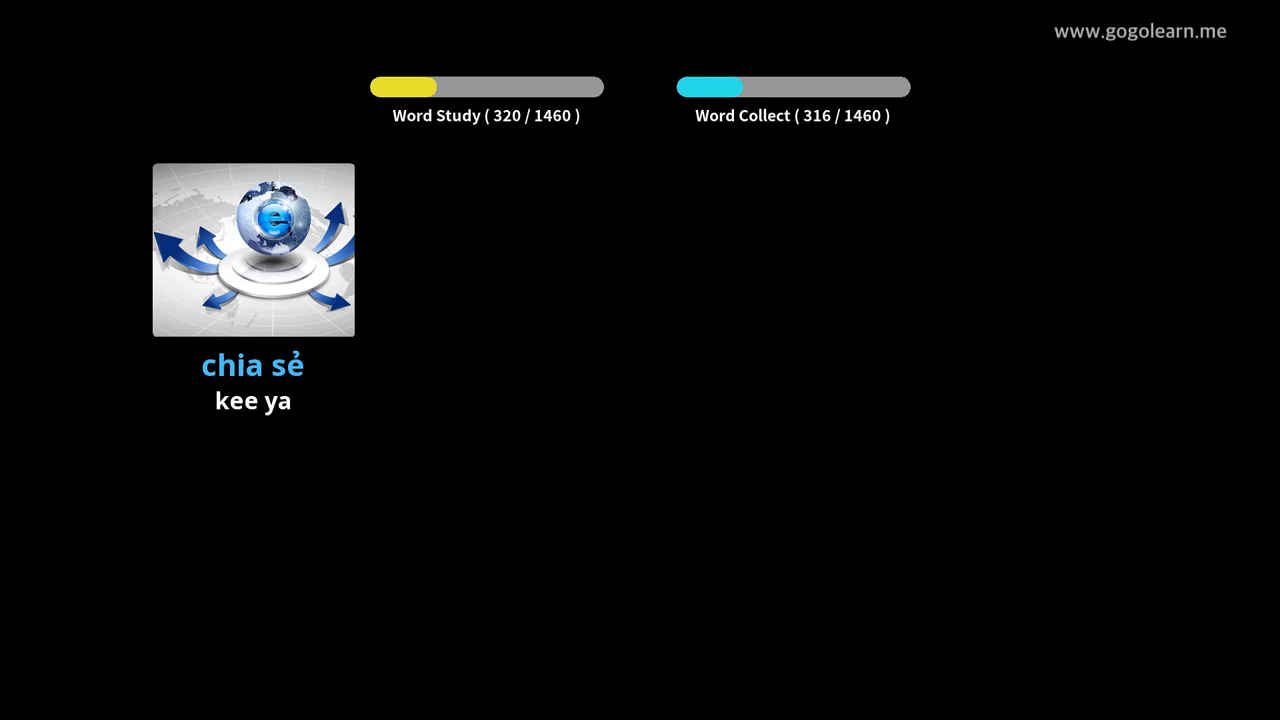 www.gogolearn.me
Word Study ( 320 / 1460 )
Word Collect ( 316 / 1460 )
e
chia sẻ
kee ya